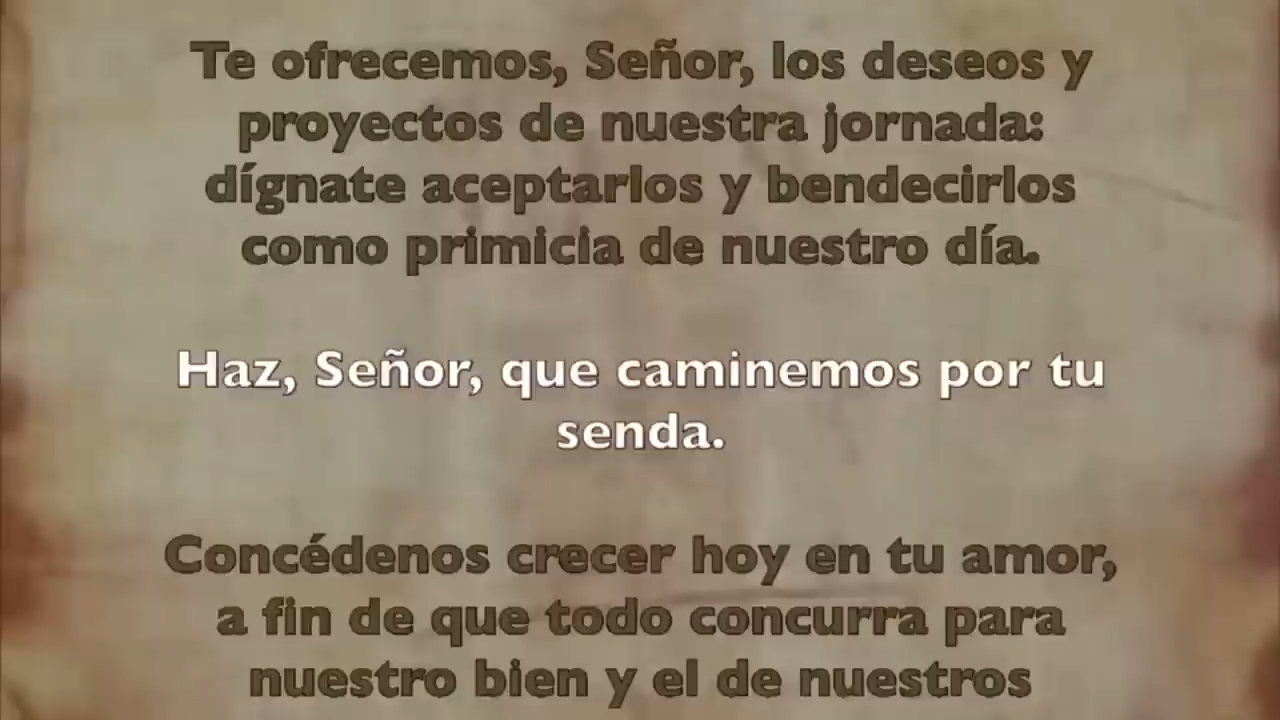 Te ofrecemos, Señor, los deseos y
proyectos de nuestra jornada:
dígnate aceptarlos y bendecirlos
como primicia de nuestro día.
Haz, Señor, que caminemos por tu
senda.
Concédenos crecer hoy en tu amor,
a fin de que todo concurra para
nuestro bien y el de nuestros